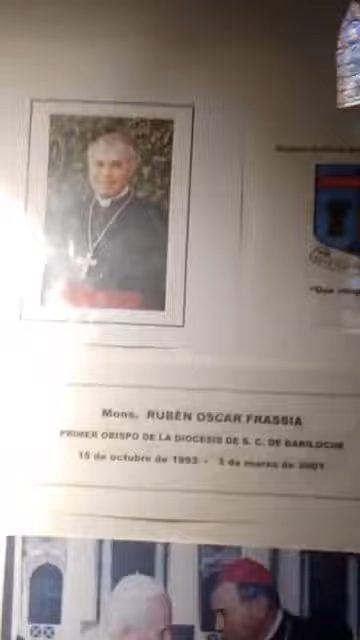 Mons. RUBÉN OSCAR FRASSIA
PRIMER OBISPO DE LA DIOCESIS DE S. C. DE BARILOCHE
de octubre de 1993 - 3 de marzo de 2001
"Que